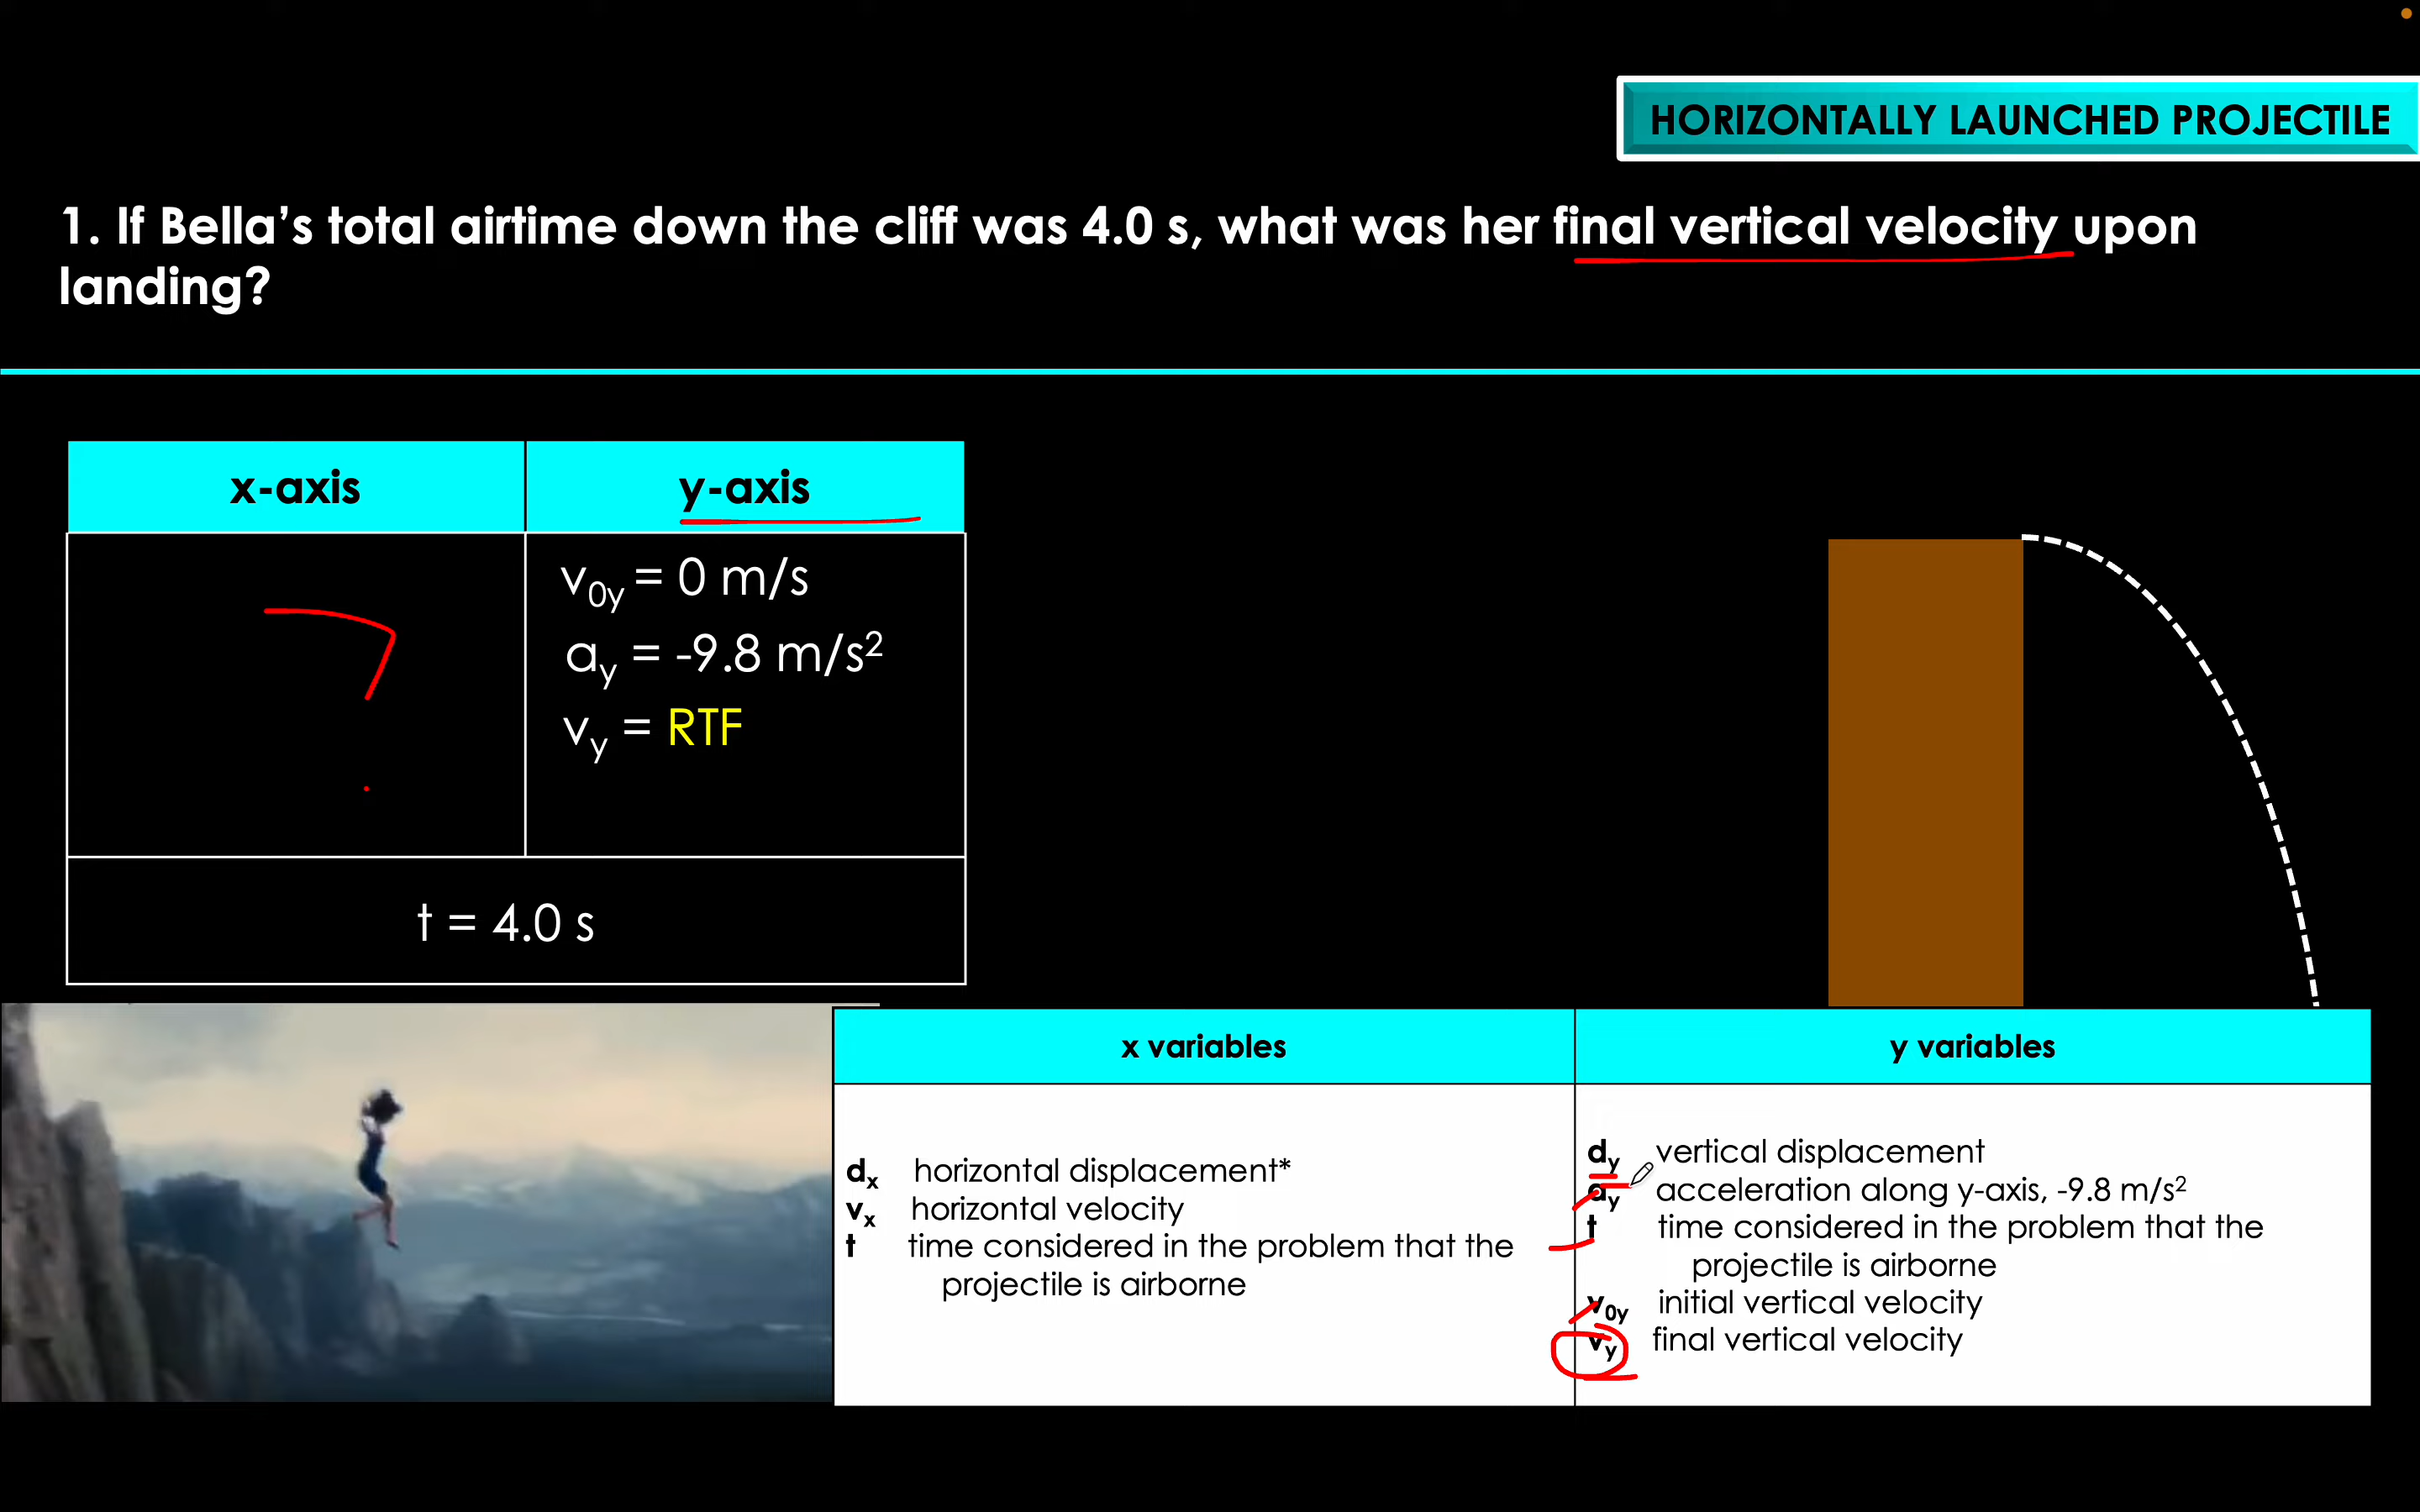 HORIZONTALLY LAUNCHED PROJECTILE
1. If Bella’s total airtime down the cliff was 4.0 s, what was her final vertical velocity upon
landing?
x-axis
y-axis
v0y = 0 m/s
ay = -9.8 m/s²
vy = RTF
t = 4.0 s
x variables
dx horizontal displacement*
vx horizontal velocity
t time considered in the problem that the
projectile is airborne
y variables
dy vertical displacement
ay acceleration along y-axis, -9.8 m/s²
t time considered in the problem that the
projectile is airborne
v0y initial vertical velocity
vy final vertical velocity